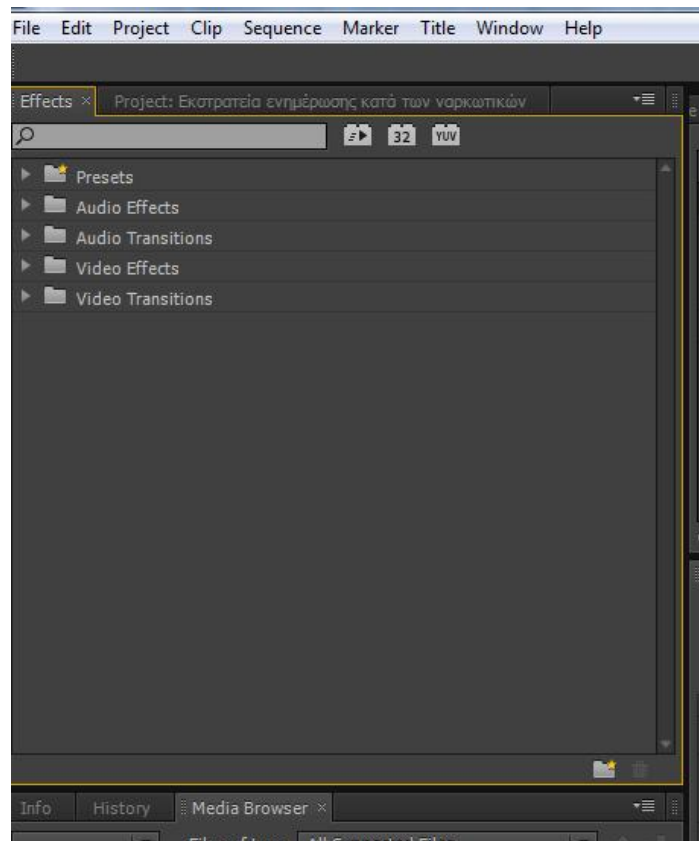 File Edit Project Clip Sequence Marker Title Window Help
Effects × Project: Εκστρατεία ενημέρωσης κατά των ναρκωτικών
32 YUV
Presets
Audio Effects
Audio Transitions
Video Effects
Video Transitions
Info History Media Browser ×